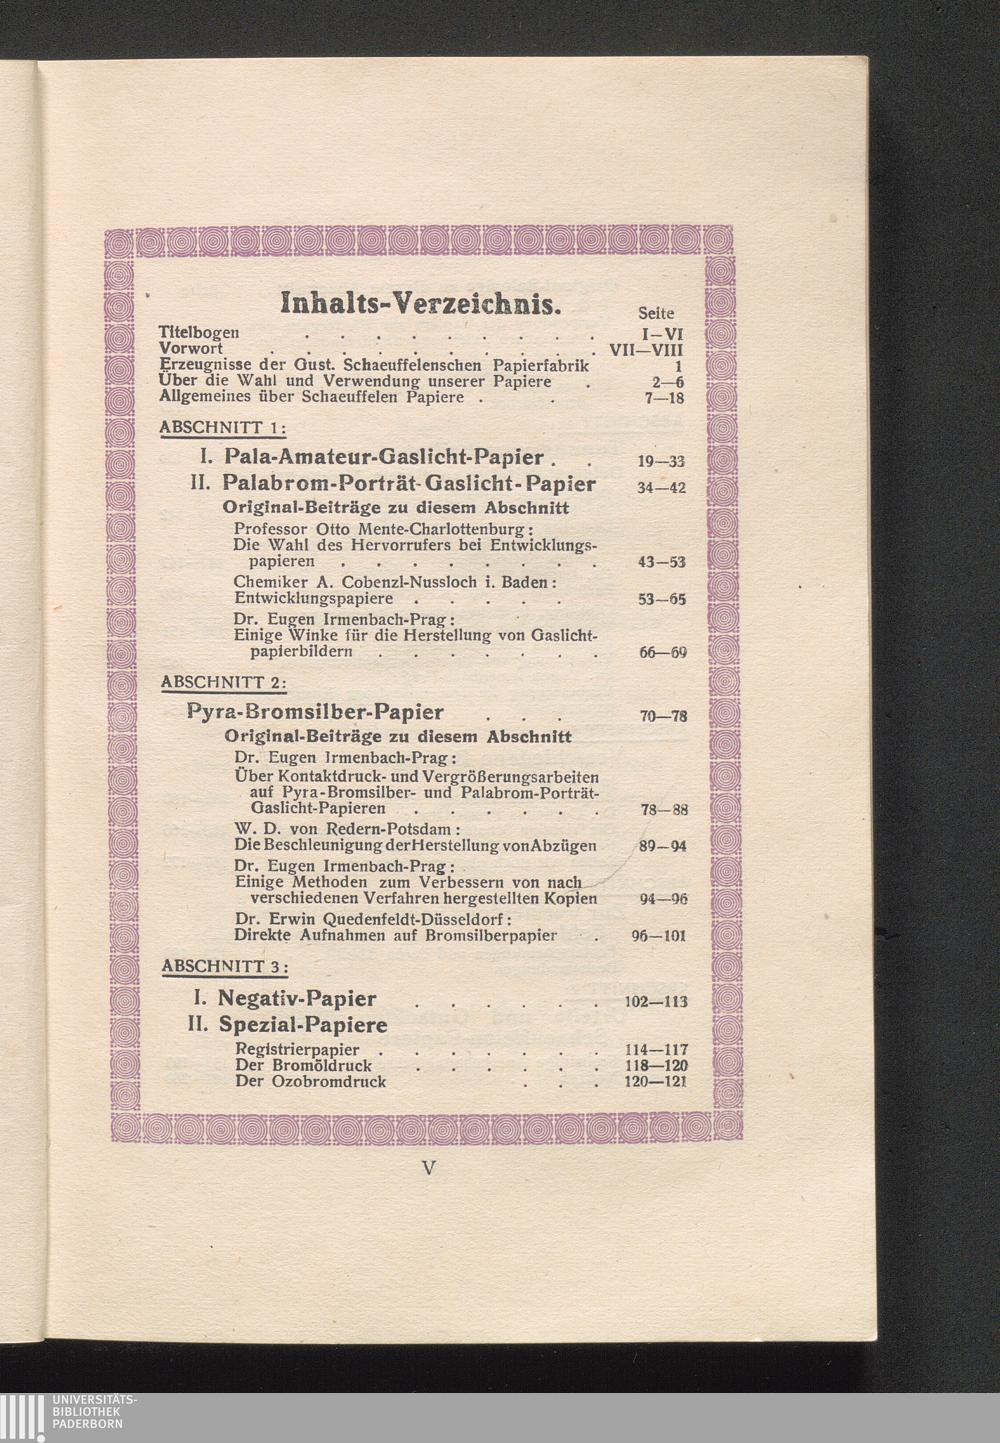 Inhalts-Verzeichnis.
Seite
Titelbogen . . . . . . . . . I–VI
Vorwort . . . . . . . . . . VII—VIII
Erzeugnisse der Gust. Schaeuffelenschen Papierfabrik 1
Über die Wahl und Verwendung unserer Papiere . 2—6
Allgemeines über Schaeuffelen Papiere . . 7—18
ABSCHNITT 1:
I. Pala-Amateur-Gaslicht-Papier . . 19—33
II. Palabrom-Porträt-Gaslicht-Papier 34—42
Original-Beiträge zu diesem Abschnitt
Professor Otto Mente-Charlottenburg:
Die Wahl des Hervorrufers bei Entwicklungs-
papieren . . . . . . . . 43—53
Chemiker A. Cobenzl-Nussloch i. Baden:
Entwicklungspapiere . . . . . 53—65
Dr. Eugen Irmenbach-Prag:
Einige Winke für die Herstellung von Gaslicht-
papierbildern . . . . . . . 66—69
ABSCHNITT 2:
Pyra-Bromsilber-Papier . . . 70—78
Original-Beiträge zu diesem Abschnitt
Dr. Eugen Irmenbach-Prag:
Über Kontaktdruck- und Vergrößerungsarbeiten
auf Pyra-Bromsilber- und Palabrom-Porträt-
Gaslicht-Papieren . . . . . . 78—88
W. D. von Redern-Potsdam:
Die Beschleunigung der Herstellung von Abzügen 89—94
Dr. Eugen Irmenbach-Prag:
Einige Methoden zum Verbessern von nach
verschiedenen Verfahren hergestellten Kopien 94—96
Dr. Erwin Quedenfeldt-Düsseldorf:
Direkte Aufnahmen auf Bromsilberpapier . 96—101
ABSCHNITT 3:
I. Negativ-Papier . . . . . . 102—113
II. Spezial-Papiere
Registrierpapier . . . . . . . 114—117
Der Bromöldruck . . . . . . 118—120
Der Ozobromdruck . . . 120—121
V
UNIVERSITÄTS-
BIBLIOTHEK
PADERBORN